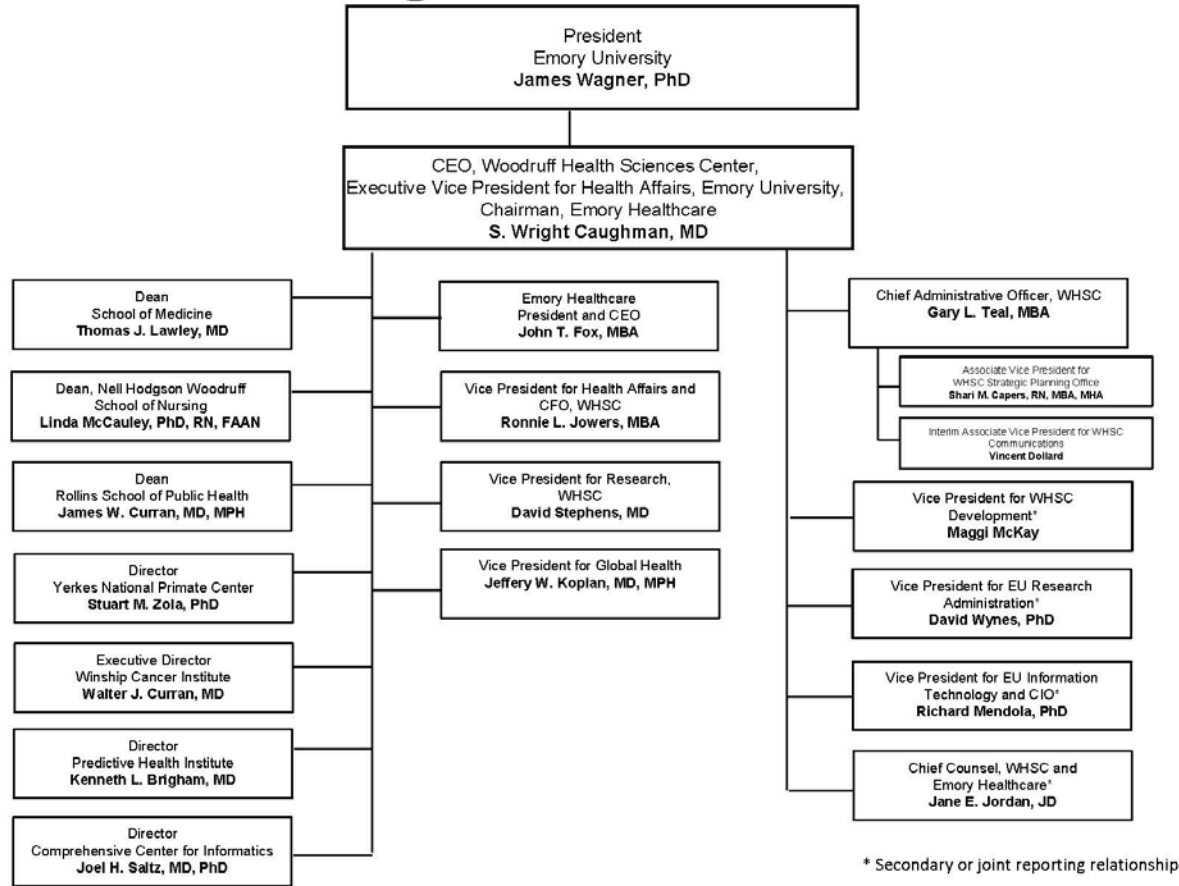 President
Emory University
James Wagner, PhD
CEO, Woodruff Health Sciences Center,
Executive Vice President for Health Affairs, Emory University,
Chairman, Emory Healthcare
S. Wright Caughman, MD
Dean
School of Medicine
Thomas J. Lawley, MD
Dean, Nell Hodgson Woodruff
School of Nursing
Linda McCauley, PhD, RN, FAAN
Dean
Rollins School of Public Health
James W. Curran, MD, MPH
Director
Yerkes National Primate Center
Stuart M. Zola, PhD
Executive Director
Winship Cancer Institute
Walter J. Curran, MD
Director
Predictive Health Institute
Kenneth L. Brigham, MD
Director
Comprehensive Center for Informatics
Joel H. Saltz, MD, PhD
Emory Healthcare
President and CEO
John T. Fox, MBA
Vice President for Health Affairs and
CFO, WHSC
Ronnie L. Jowers, MBA
Vice President for Research,
WHSC
David Stephens, MD
Vice President for Global Health
Jeffery W. Koplan, MD, MPH
Chief Administrative Officer, WHSC
Gary L. Teal, MBA
Associate Vice President for
WHSC Strategic Planning Office
Shari M. Capers, RN, MBA, MHA
Interim Associate Vice President for WHSC
Communications
Vincent Dollard
Vice President for WHSC
Development*
Maggi McKay
Vice President for EU Research
Administration*
David Wynes, PhD
Vice President for EU Information
Technology and CIO*
Richard Mendola, PhD
Chief Counsel, WHSC and
Emory Healthcare*
Jane E. Jordan, JD
* Secondary or joint reporting relationship